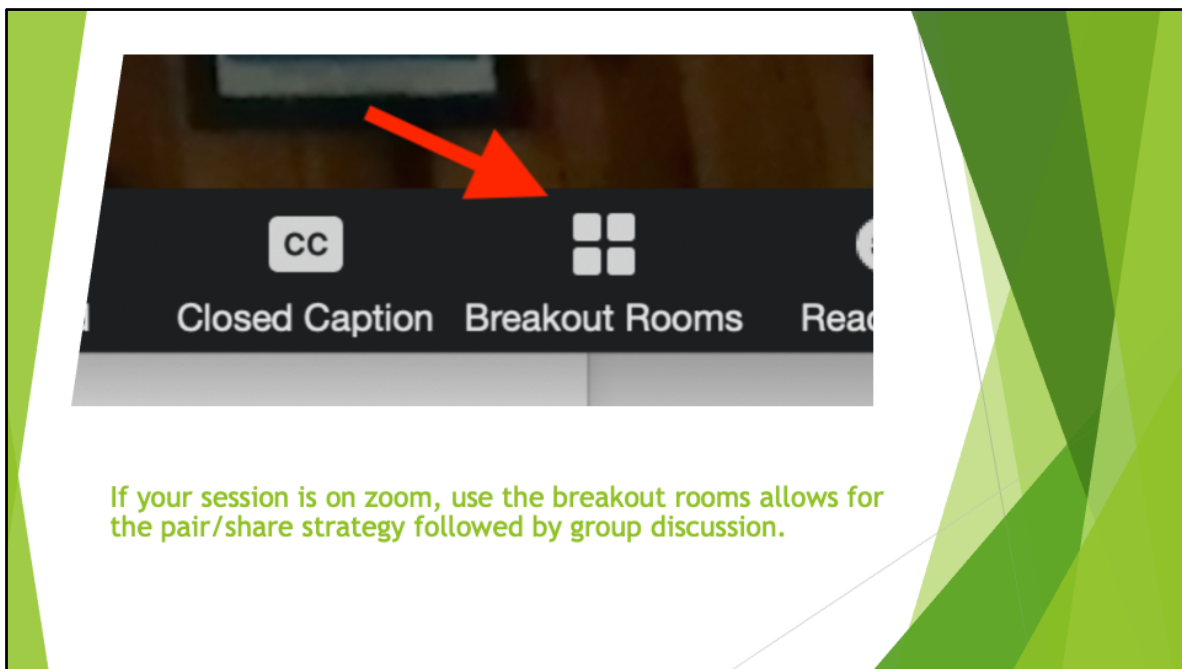 CC
Closed Caption Breakout Rooms Reac
If your session is on zoom, use the breakout rooms allows for
the pair/share strategy followed by group discussion.